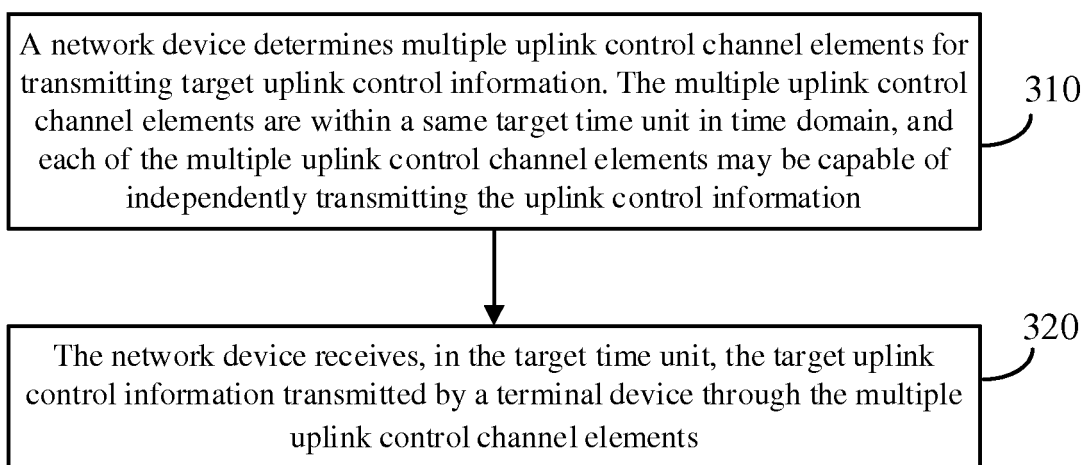 A network device determines multiple uplink control channel elements for
transmitting target uplink control information. The multiple uplink control
channel elements are within a same target time unit in time domain, and
each of the multiple uplink control channel elements may be capable of
independently transmitting the uplink control information
310
The network device receives, in the target time unit, the target uplink
control information transmitted by a terminal device through the multiple
uplink control channel elements
320